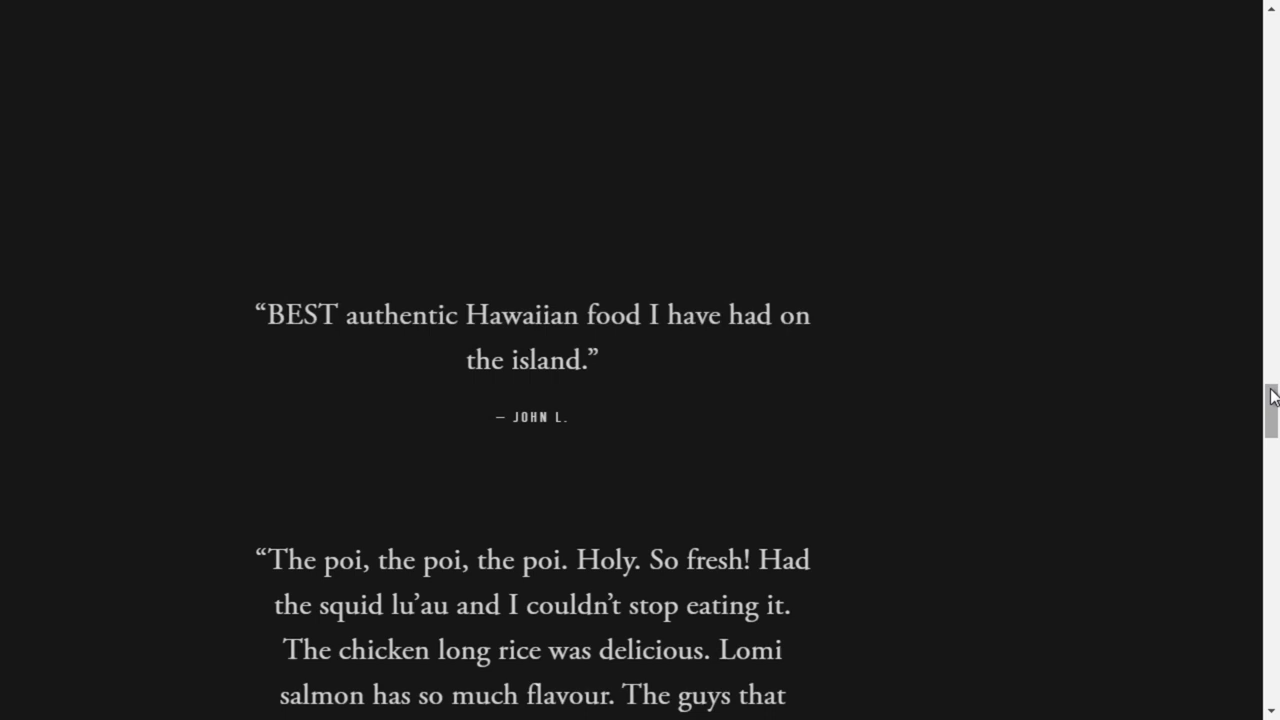 “BEST authentic Hawaiian food I have had on
the island.”
— JOHN L.
“The poi, the poi, the poi. Holy. So fresh! Had
the squid lu’au and I couldn’t stop eating it.
The chicken long rice was delicious. Lomi
salmon has so much flavour. The guys that